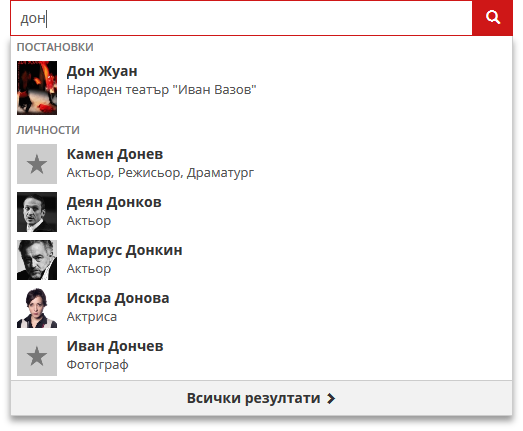 дон
ПОСТАНОВКИ
Дон Жуан
Народен театър "Иван Вазов"
ЛИЧНОСТИ
Камен Донев
Актьор, Режисьор, Драматург
Деян Донков
Актьор
Мариус Донкин
Актьор
Искра Донова
Актриса
Иван Дончев
Фотограф
Всички резултати